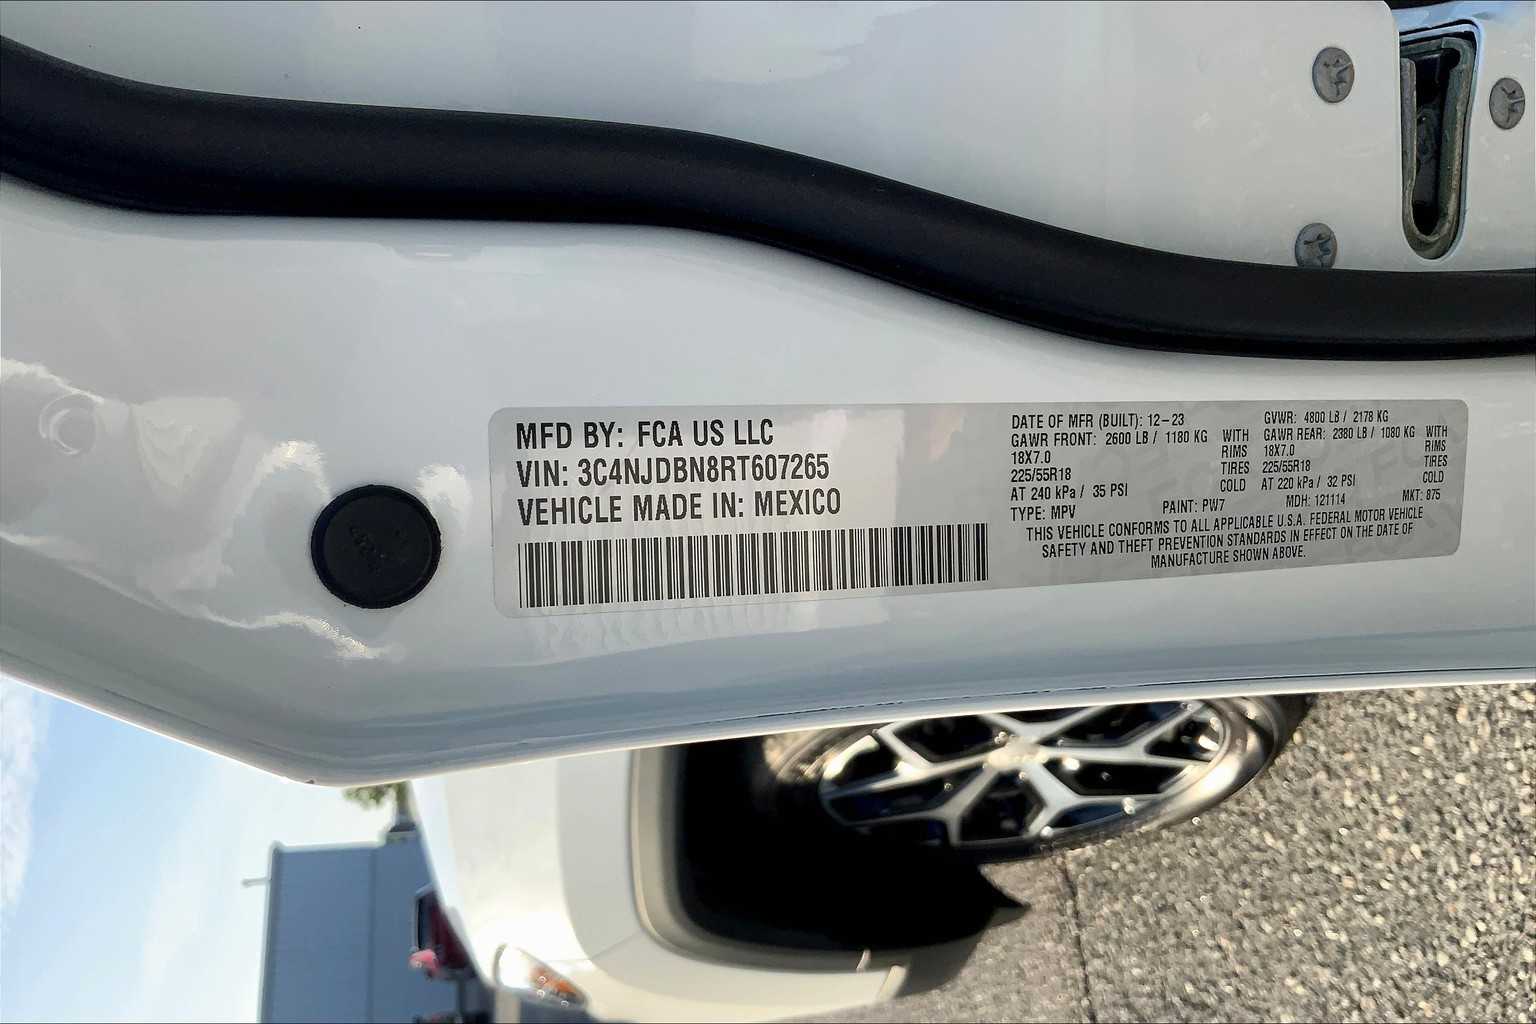 MFD BY: FCA US LLC
VIN: 3C4NJDBN8RT607265
VEHICLE MADE IN: MEXICO
DATE OF MFR (BUILT): 12-23 GVWR: 4800 LB / 2178 KG
GAWR FRONT: 2600 LB / 1180 KG WITH GAWR REAR: 2380 LB / 1080 KG WITH
18X7.0 RIMS 18X7.0 RIMS
225/55R18 TIRES 225/55R18 TIRES
AT 240 kPa / 35 PSI COLD AT 220 kPa / 32 PSI COLD
TYPE: MPV PAINT: PW7 MDH: 121114 MKT: 875
THIS VEHICLE CONFORMS TO ALL APPLICABLE U.S.A. FEDERAL MOTOR VEHICLE
SAFETY AND THEFT PREVENTION STANDARDS IN EFFECT ON THE DATE OF
MANUFACTURE SHOWN ABOVE.